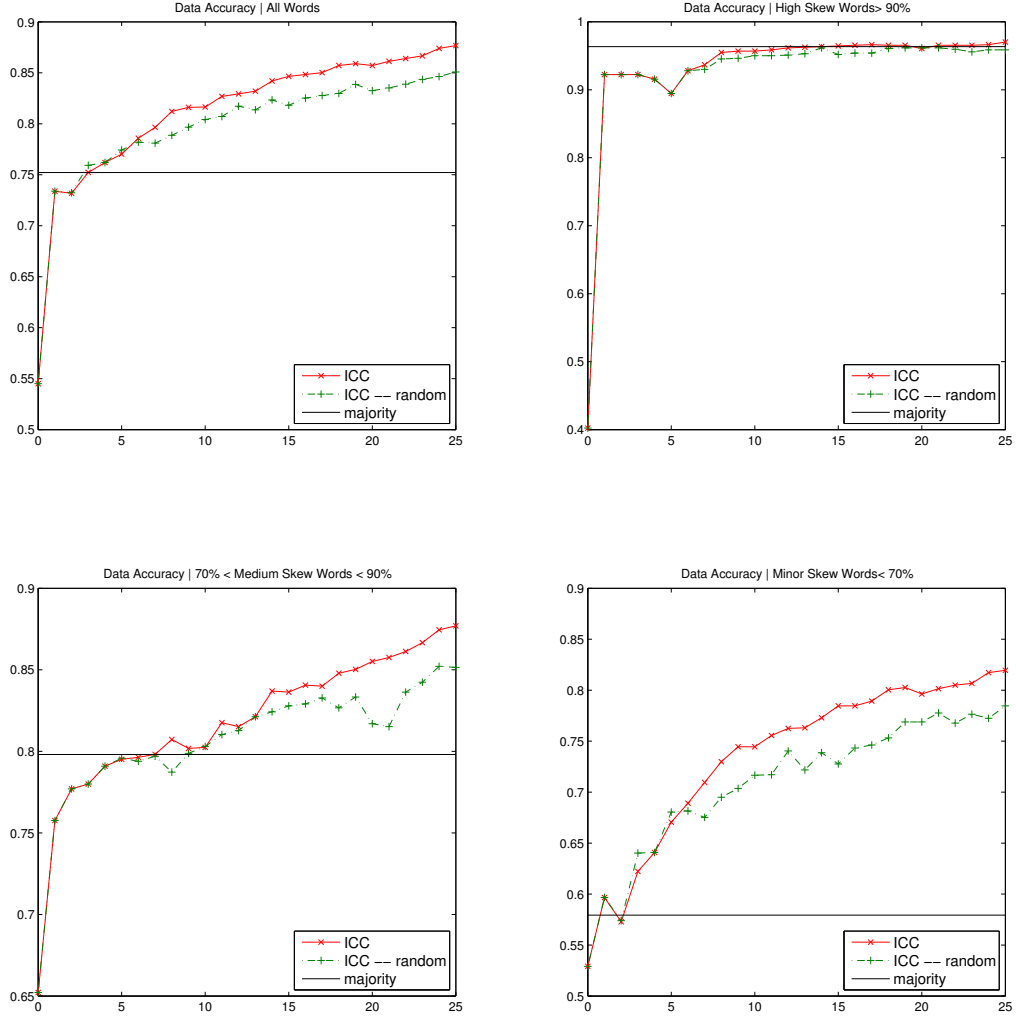 Data Accuracy | All Words
0.9
0.85
0.8
0.75
0.7
0.65
0.6
0.55
0.5
0 5 10 15 20 25
ICC
ICC −− random
majority
Data Accuracy | High Skew Words> 90%
1
0.9
0.8
0.7
0.6
0.5
0.4
0 5 10 15 20 25
ICC
ICC −− random
majority
Data Accuracy | 70% < Medium Skew Words < 90%
0.9
0.85
0.8
0.75
0.7
0.65
0 5 10 15 20 25
ICC
ICC −− random
majority
Data Accuracy | Minor Skew Words< 70%
0.9
0.85
0.8
0.75
0.7
0.65
0.6
0.55
0.5
0 5 10 15 20 25
ICC
ICC −− random
majority